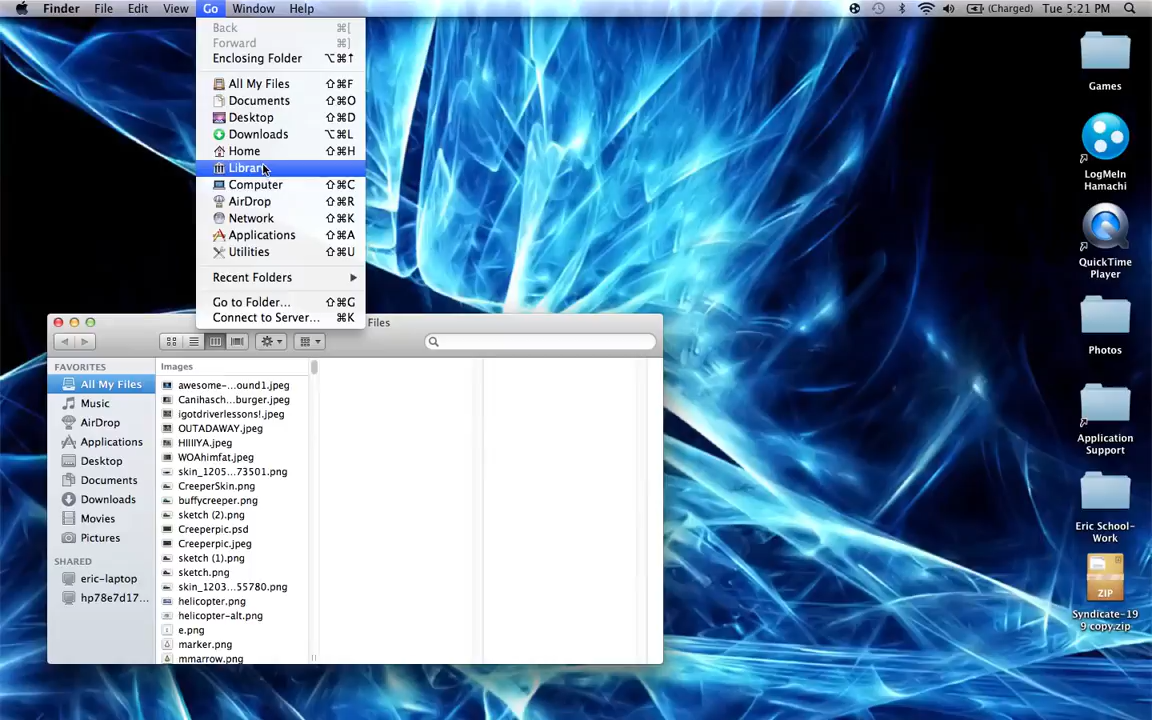 Finder File Edit View Go Window Help (Charged) Tue 5:21 PM
Back ⌘[
Forward ⌘]
Enclosing Folder ⌥⌘↑
All My Files ⇧⌘F
Documents ⇧⌘O
Desktop ⇧⌘D
Downloads ⌥⌘L
Home ⇧⌘H
Library
Computer ⇧⌘C
AirDrop ⇧⌘R
Network ⇧⌘K
Applications ⇧⌘A
Utilities ⇧⌘U
Recent Folders
Go to Folder... ⇧⌘G
Connect to Server... ⌘K
Files
FAVORITES
All My Files
Music
AirDrop
Applications
Desktop
Documents
Downloads
Movies
Pictures
SHARED
eric-laptop
hp78e7d17...
Images
awesome-...ound1.jpeg
Canihasch...burger.jpeg
igotdriverlessons!.jpeg
OUTADAWAY.jpeg
HIIIIYA.jpeg
WOAhimfat.jpeg
skin_1205...73501.png
CreeperSkin.png
buffycreeper.png
sketch (2).png
Creeperpic.psd
Creeperpic.jpeg
sketch (1).png
sketch.png
skin_1203...55780.png
helicopter.png
helicopter-alt.png
e.png
marker.png
mmarrow.png
Games
LogMeIn
Hamachi
QuickTime
Player
Photos
Application
Support
Eric School-
Work
ZIP
Syndicate-19
9 copy.zip